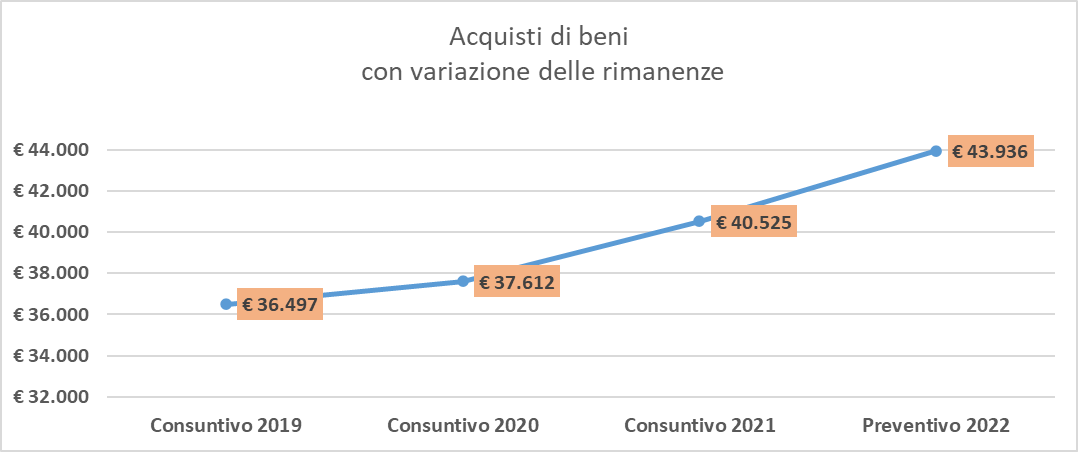 Acquisti di beni
con variazione delle rimanenze
€ 44.000
€ 42.000
€ 40.000
€ 38.000
€ 36.000
€ 34.000
€ 32.000
€ 36.497
€ 37.612
€ 40.525
€ 43.936
Consuntivo 2019
Consuntivo 2020
Consuntivo 2021
Preventivo 2022